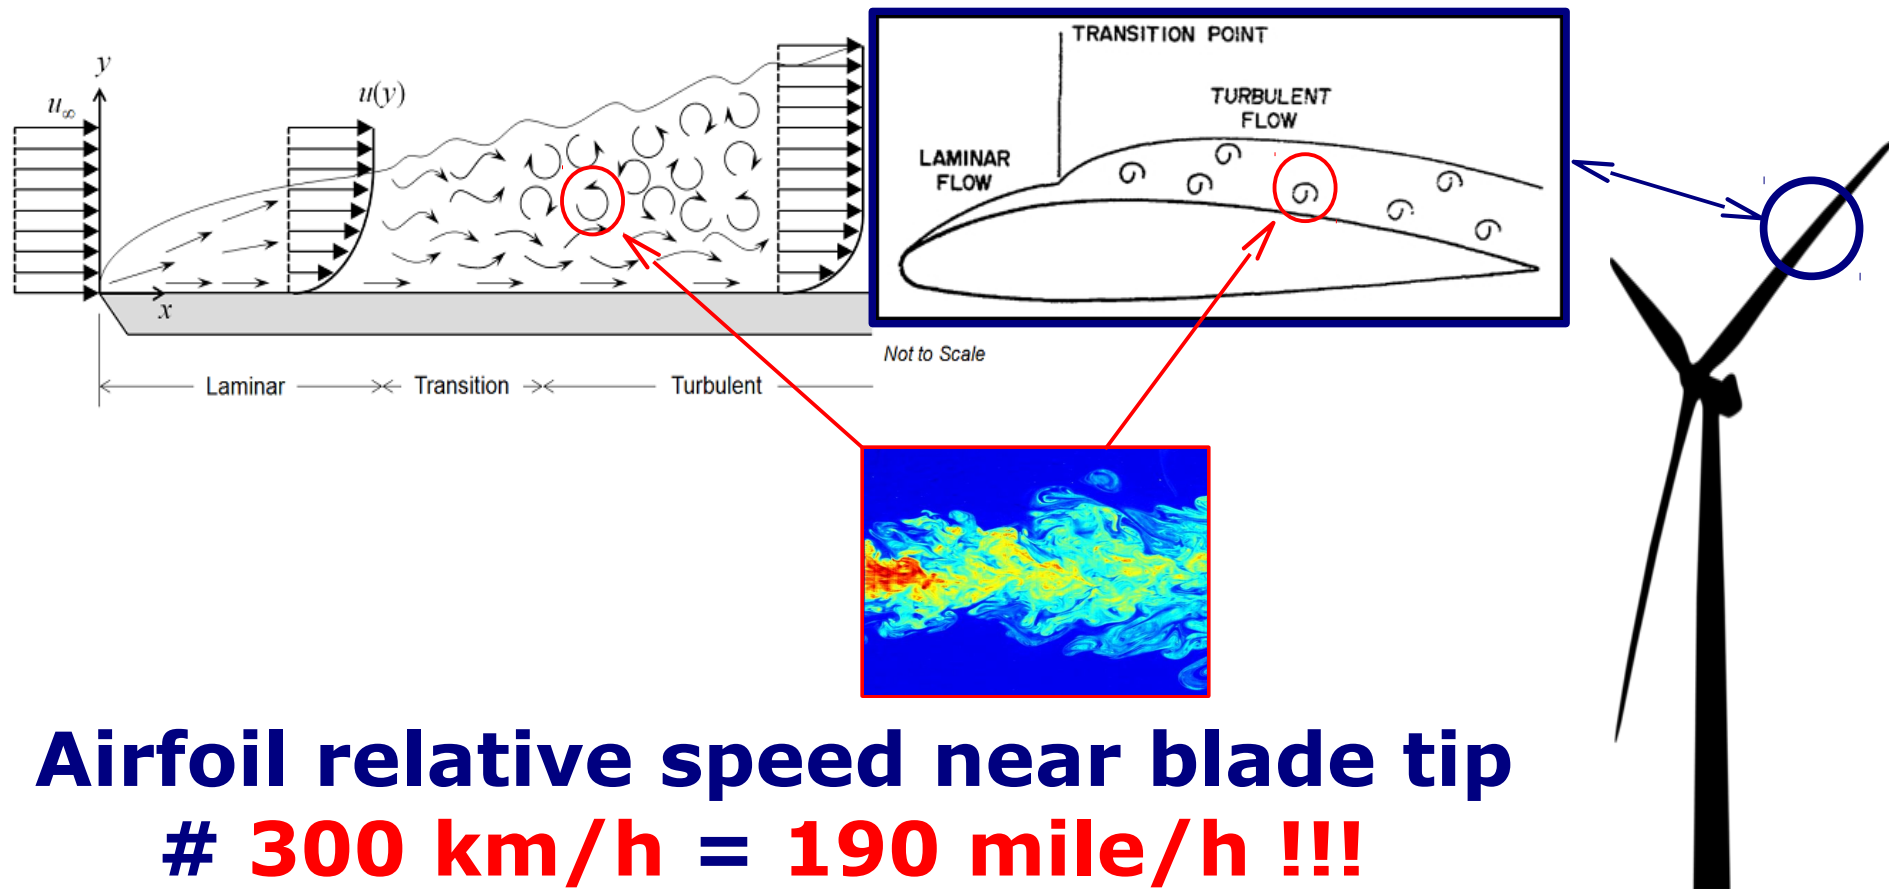 y
u∞
u(y)
x
Laminar
Transition
Turbulent
TRANSITION POINT
TURBULENT
FLOW
LAMINAR
FLOW
Not to Scale
Airfoil relative speed near blade tip
# 300 km/h = 190 mile/h !!!